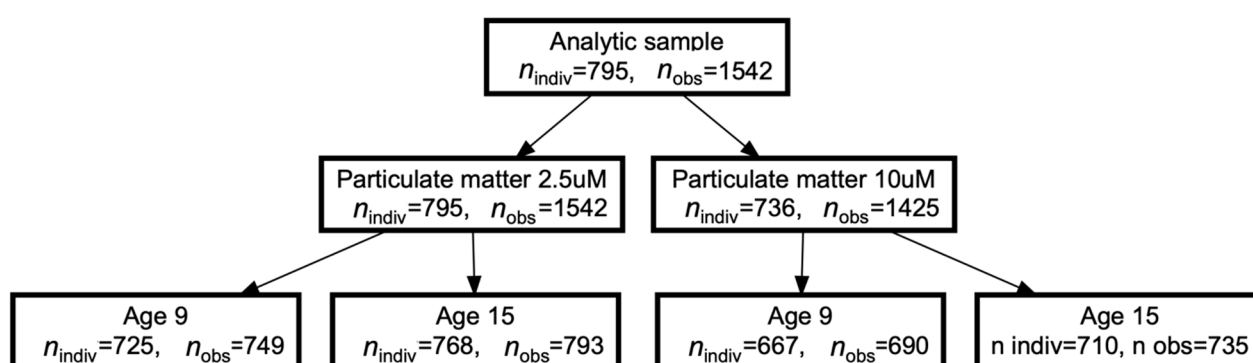 Analytic sample
nindiv=795, nobs=1542
Particulate matter 2.5uM
nindiv=795, nobs=1542
Particulate matter 10uM
nindiv=736, nobs=1425
Age 9
nindiv=725, nobs=749
Age 15
nindiv=768, nobs=793
Age 9
nindiv=667, nobs=690
Age 15
n indiv=710, n obs=735